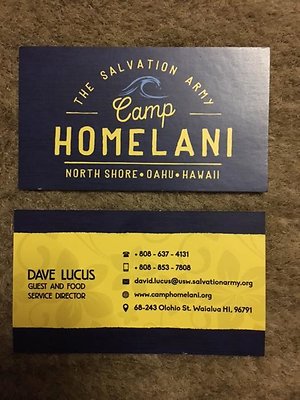 THE SALVATION ARMY
Camp
HOMELANI
NORTH SHORE • OAHU • HAWAII
DAVE LUCUS
GUEST AND FOOD
SERVICE DIRECTOR
+ 808 - 637 - 4131
+ 808 - 853 - 7808
david.lucus@usw.salvationarmy.org
www.camphomelani.org
68-243 Olohio St. Waialua HI, 96791